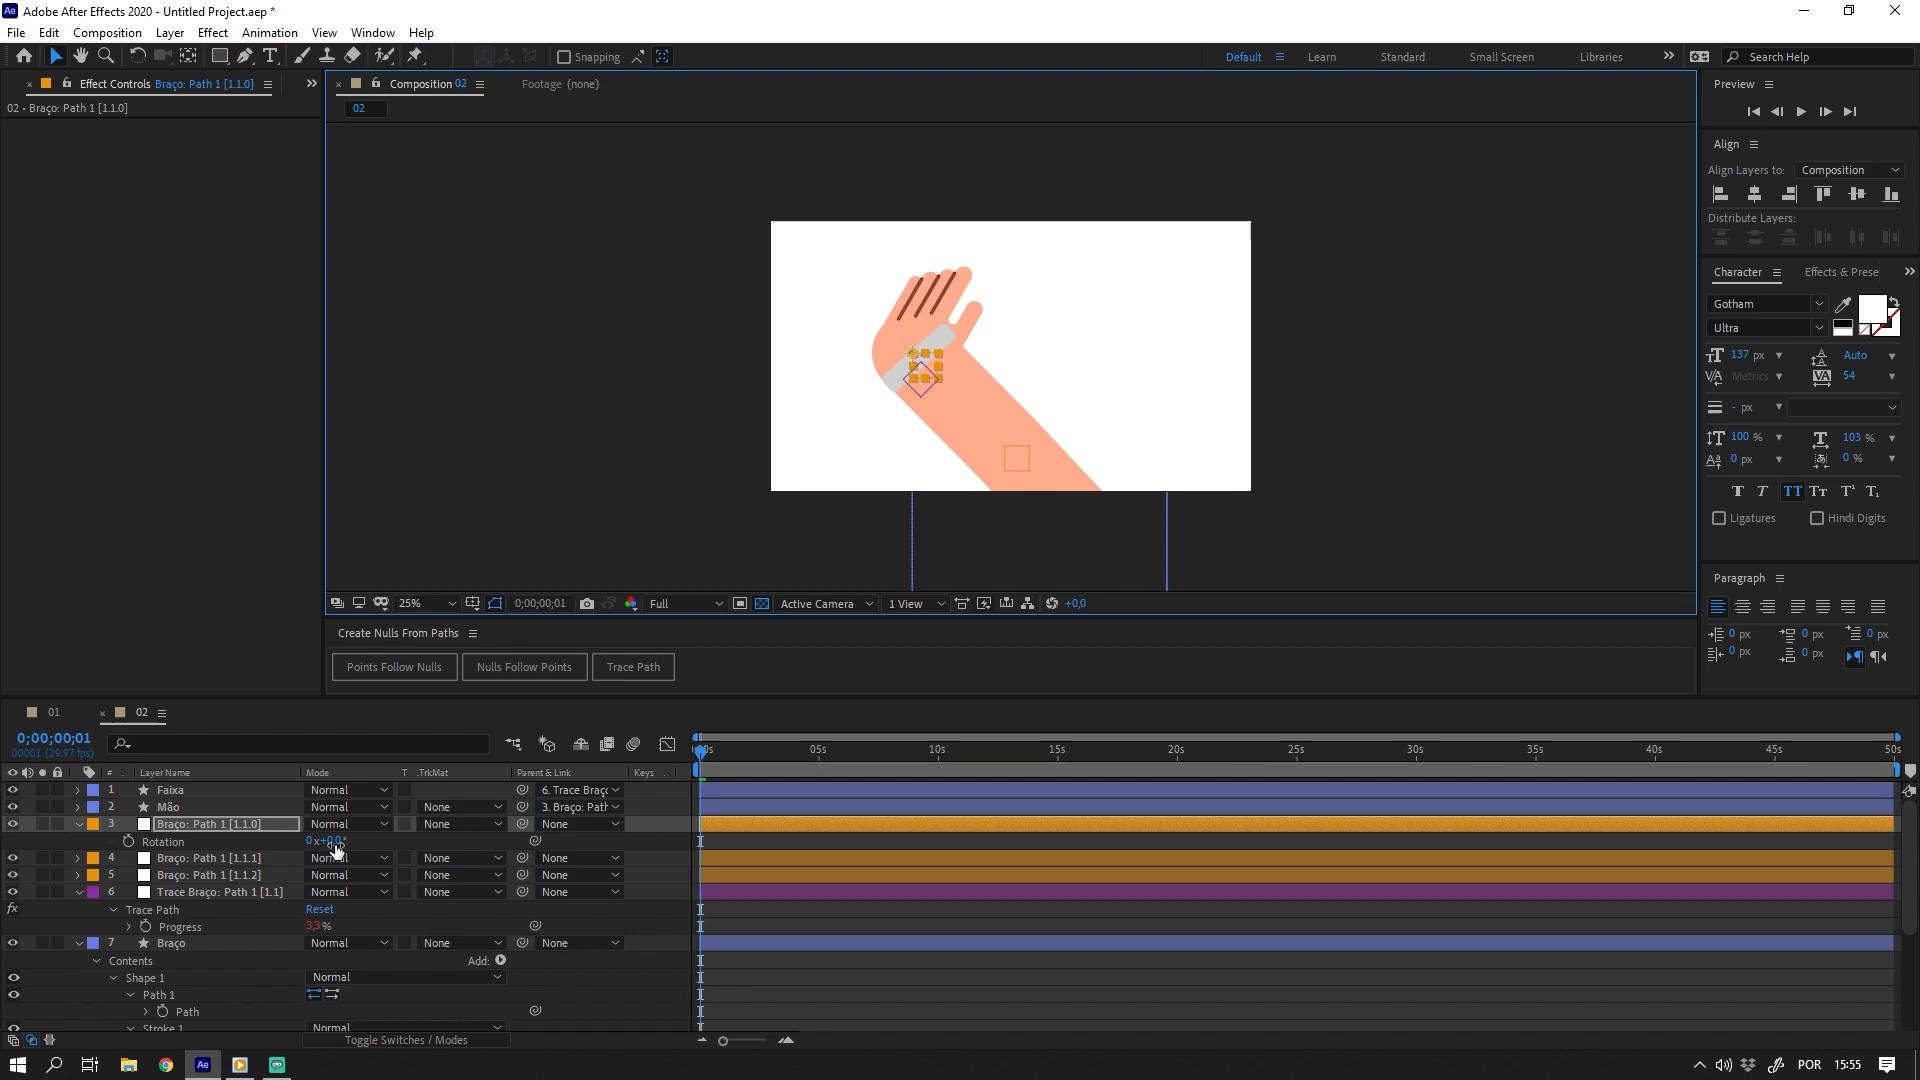 Adobe After Effects 2020 - Untitled Project.aep *
File Edit Composition Layer Effect Animation View Window Help
Snapping
Default Learn Standard Small Screen Libraries Search Help
Effect Controls Braço: Path 1 [1.1.0]
02 • Braço: Path 1 [1.1.0]
Composition 02
Footage (none)
02
Preview
Align
Align Layers to: Composition
Distribute Layers:
Character Effects & Prese
Gotham
Ultra
137 px Auto
Metrics 54
- px
100 % 103 %
0 px 0 %
Ligatures Hindi Digits
Paragraph
0 px 0 px 0 px
0 px 0 px
25% 0;00;00;01 Full Active Camera 1 View +0,0
Create Nulls From Paths
Points Follow Nulls Nulls Follow Points Trace Path
01 02
0;00;00;01
00001 (29.97 fps)
05s 10s 15s 20s 25s 30s 35s 40s 45s 50s
# Layer Name Mode T .TrkMat Parent & Link Keys
1 Faixa Normal 6. Trace Braç
2 Mão Normal None 3. Braço: Path
3 Braço: Path 1 [1.1.0] Normal None None
Rotation 0x+0,0°
4 Braço: Path 1 [1.1.1] Normal None None
5 Braço: Path 1 [1.1.2] Normal None None
6 Trace Braço: Path 1 [1.1] Normal None None
fx Trace Path Reset
Progress 3,3 %
7 Braço Normal None None
Contents Add:
Shape 1 Normal
Path 1
Path
Stroke 1 Normal
Toggle Switches / Modes
POR 15:55